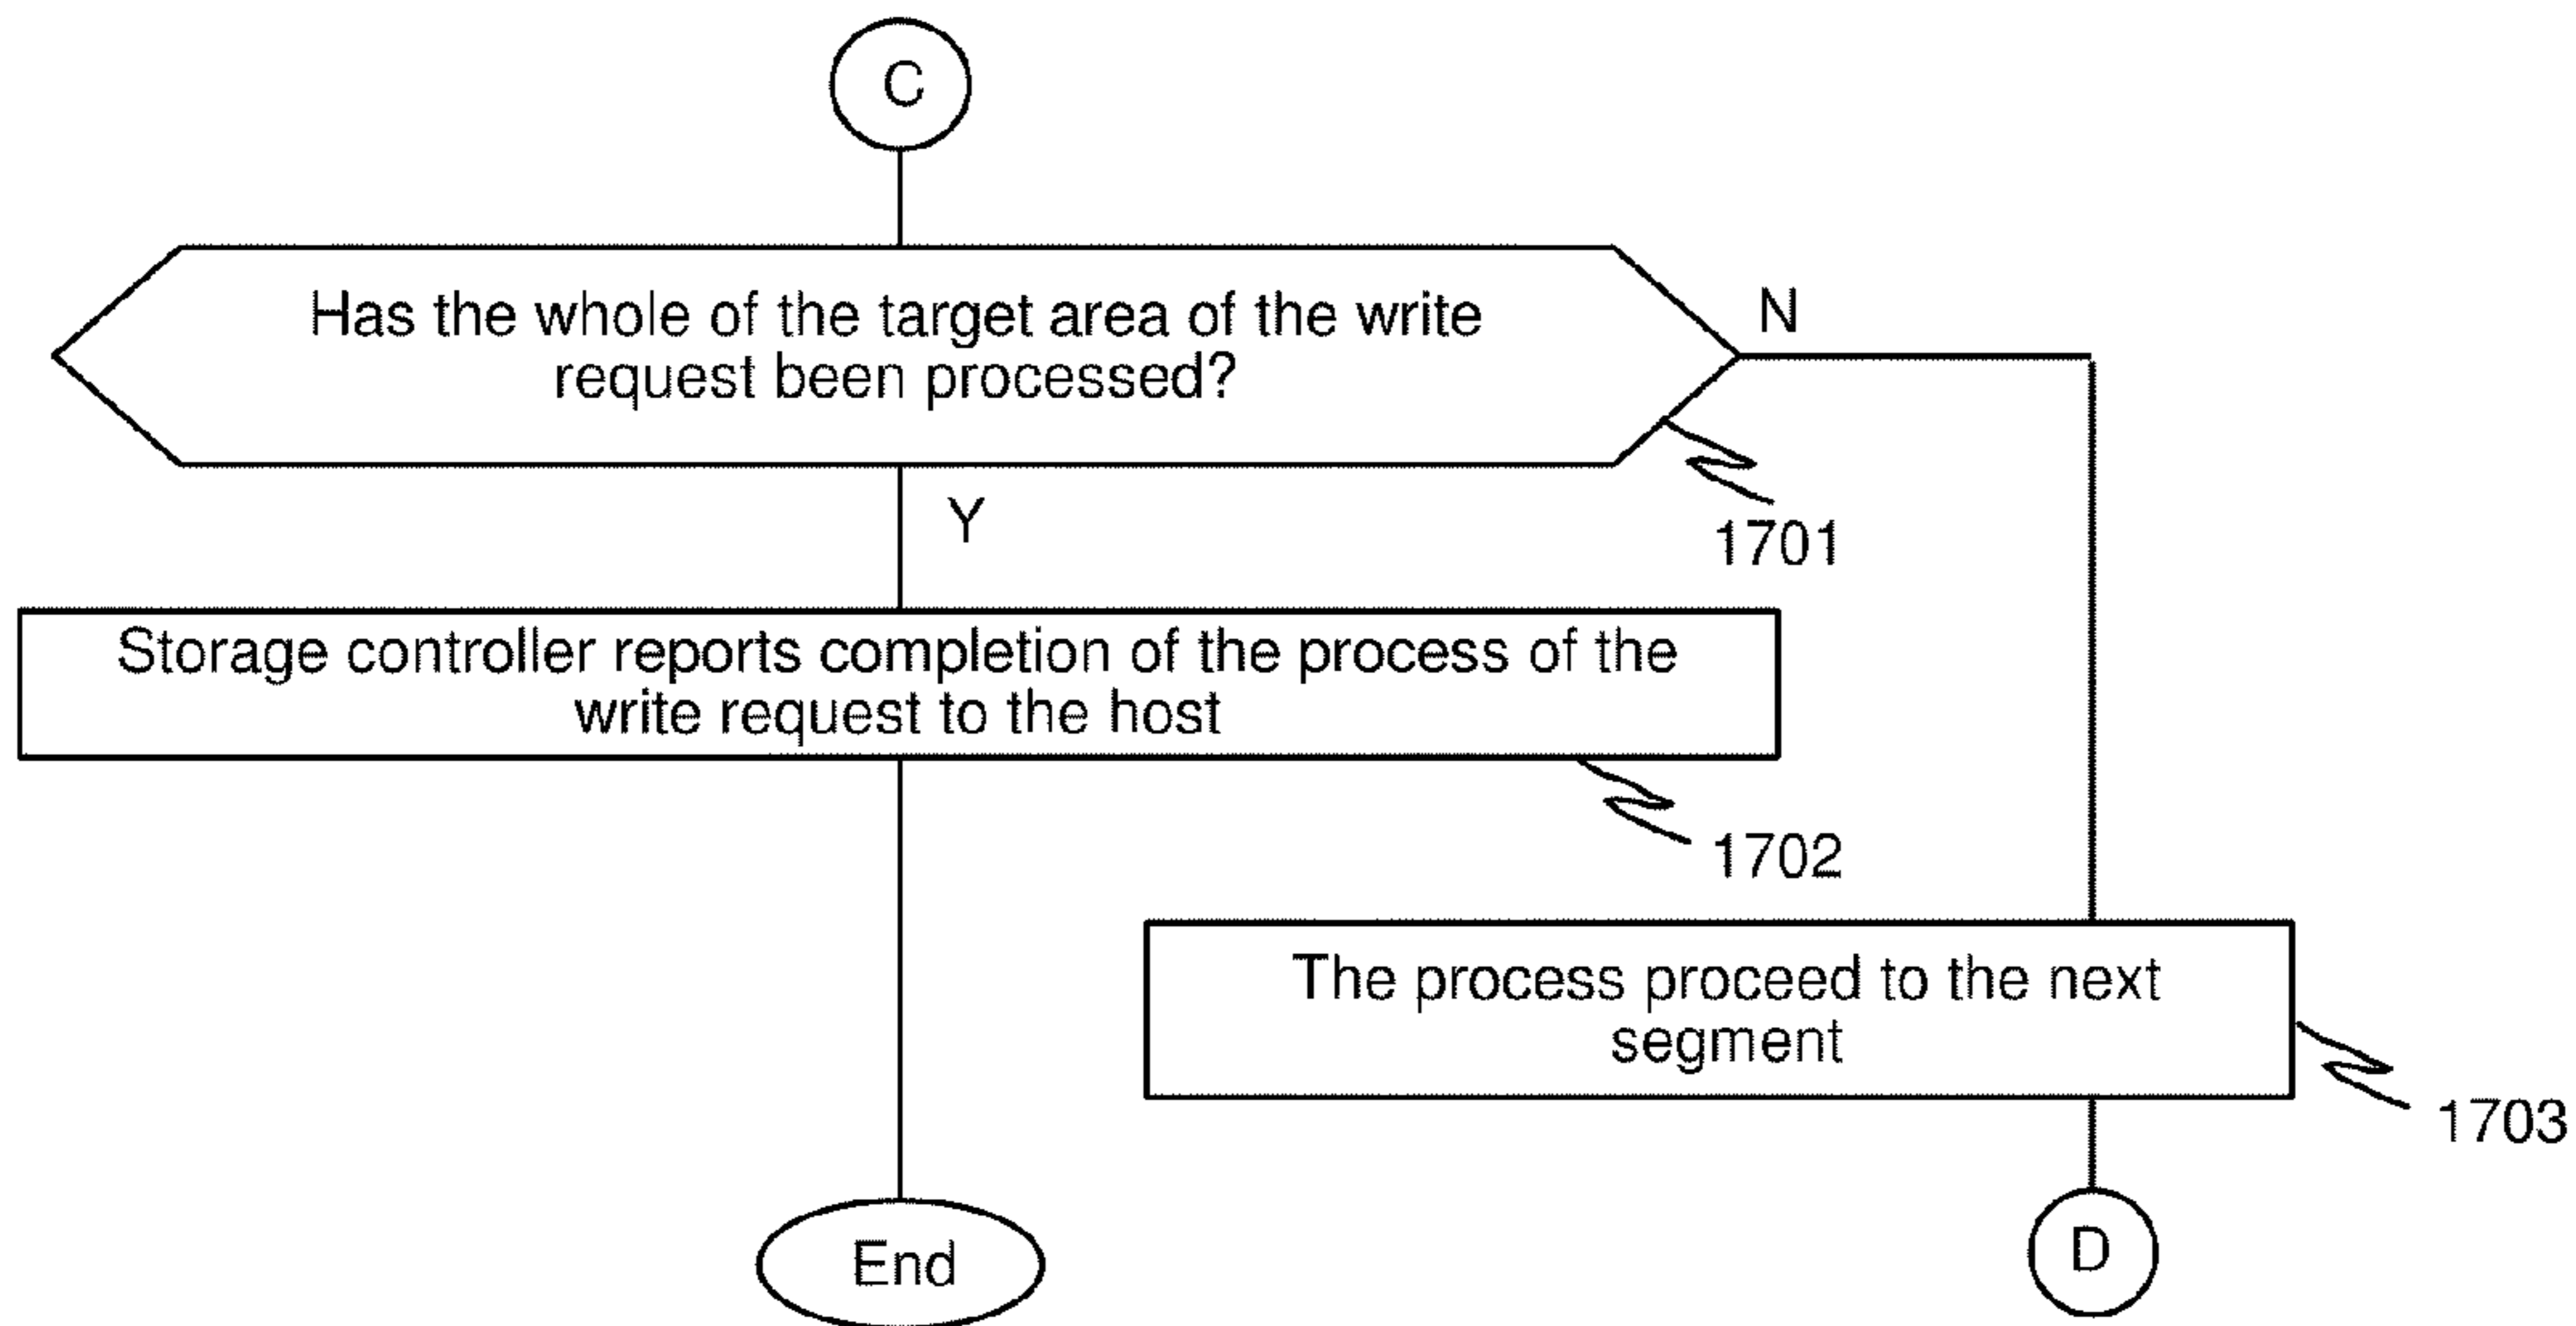 C
Has the whole of the target area of the write
request been processed?
N
Y
1701
Storage controller reports completion of the process of the
write request to the host
1702
The process proceed to the next
segment
1703
End
D